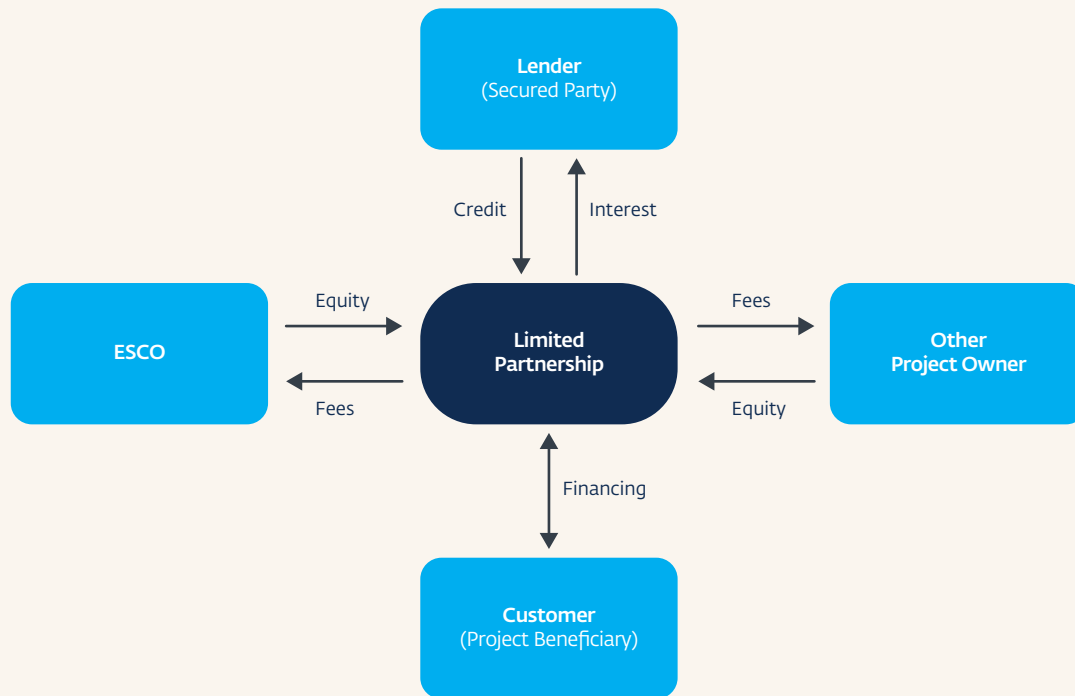 Lender
(Secured Party)
Credit
Interest
Equity
Fees
ESCO
Limited
Partnership
Other
Project Owner
Fees
Equity
Financing
Customer
(Project Beneficiary)